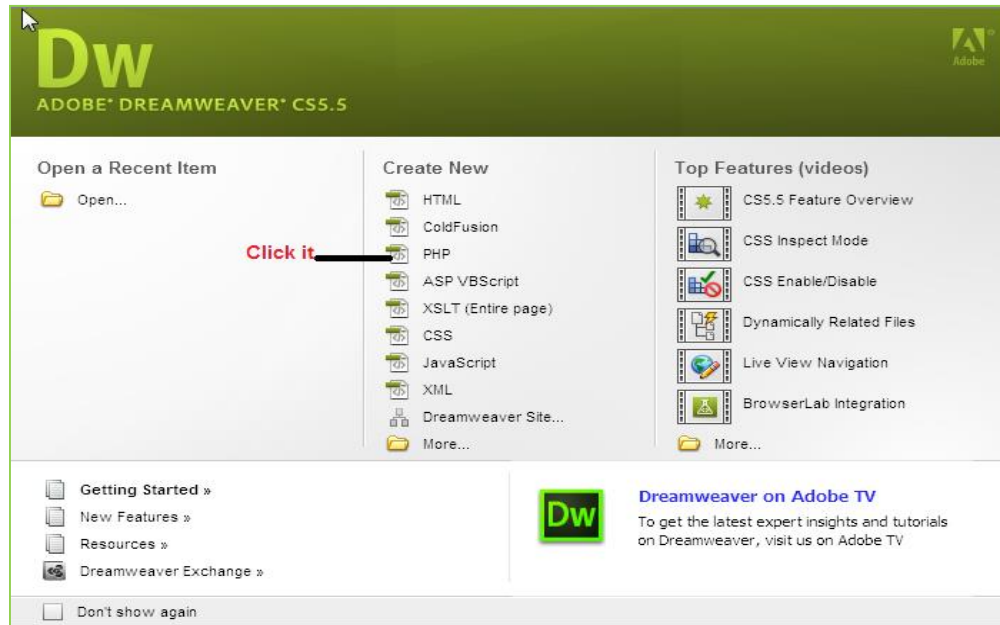 Dw
ADOBE® DREAMWEAVER® CS5.5
Adobe®
Open a Recent Item
Open...
Click it
Create New
HTML
ColdFusion
PHP
ASP VBScript
XSLT (Entire page)
CSS
JavaScript
XML
Dreamweaver Site...
More...
Top Features (videos)
CS5.5 Feature Overview
CSS Inspect Mode
CSS Enable/Disable
Dynamically Related Files
Live View Navigation
BrowserLab Integration
More...
Getting Started »
New Features »
Resources »
Dreamweaver Exchange »
Dw
Dreamweaver on Adobe TV
To get the latest expert insights and tutorials
on Dreamweaver, visit us on Adobe TV
Don't show again